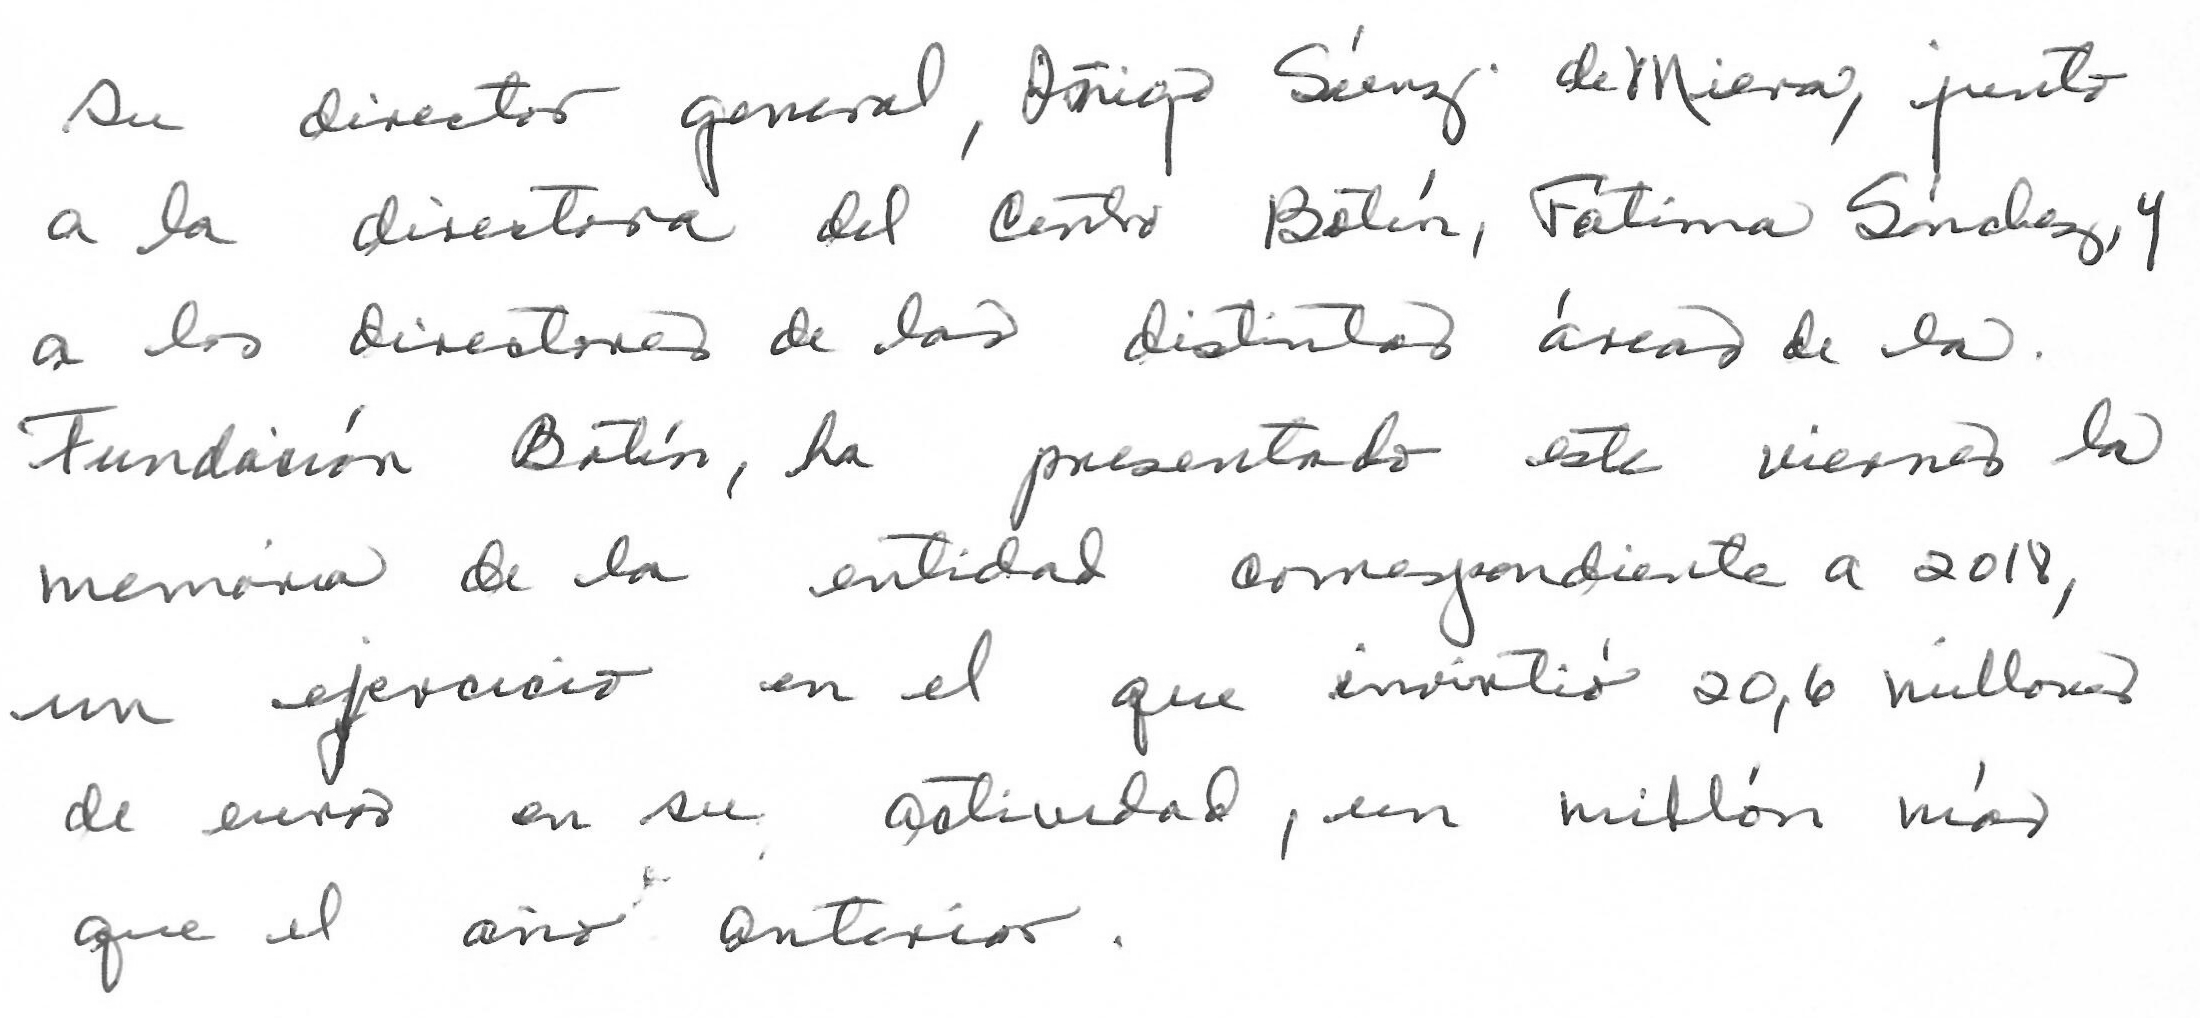 Su director general, Iñigo Sáenz de Miera, junto
a la directora del Centro Botín, Fátima Sánchez, y
a los directores de las distintas áreas de la
Fundación Botín, ha presentado este viernes la
memoria de la entidad correspondiente a 2018,
un ejercicio en el que invirtió 20,6 millones
de euros en su actividad, un millón más
que el año anterior.